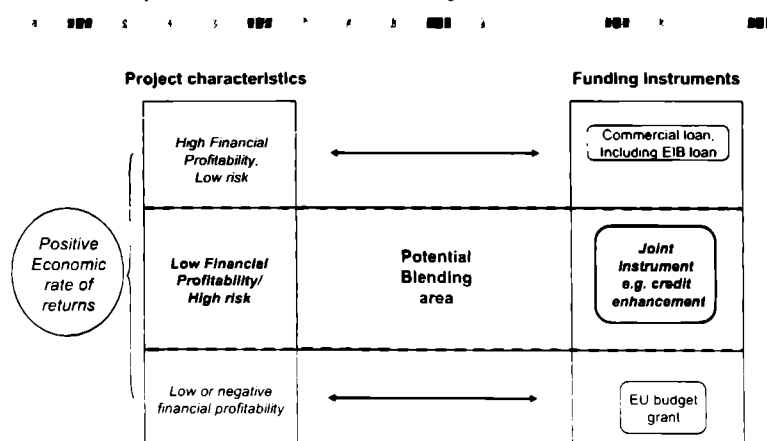 Project characteristics
Funding instruments
High Financial
Profitability,
Low risk
Commercial loan,
Including EIB loan
Positive
Economic
rate of
returns
Low Financial
Profitability/
High risk
Potential
Blending
area
Joint
instrument
e.g. credit
enhancement
Low or negative
financial profitability
EU budget
grant